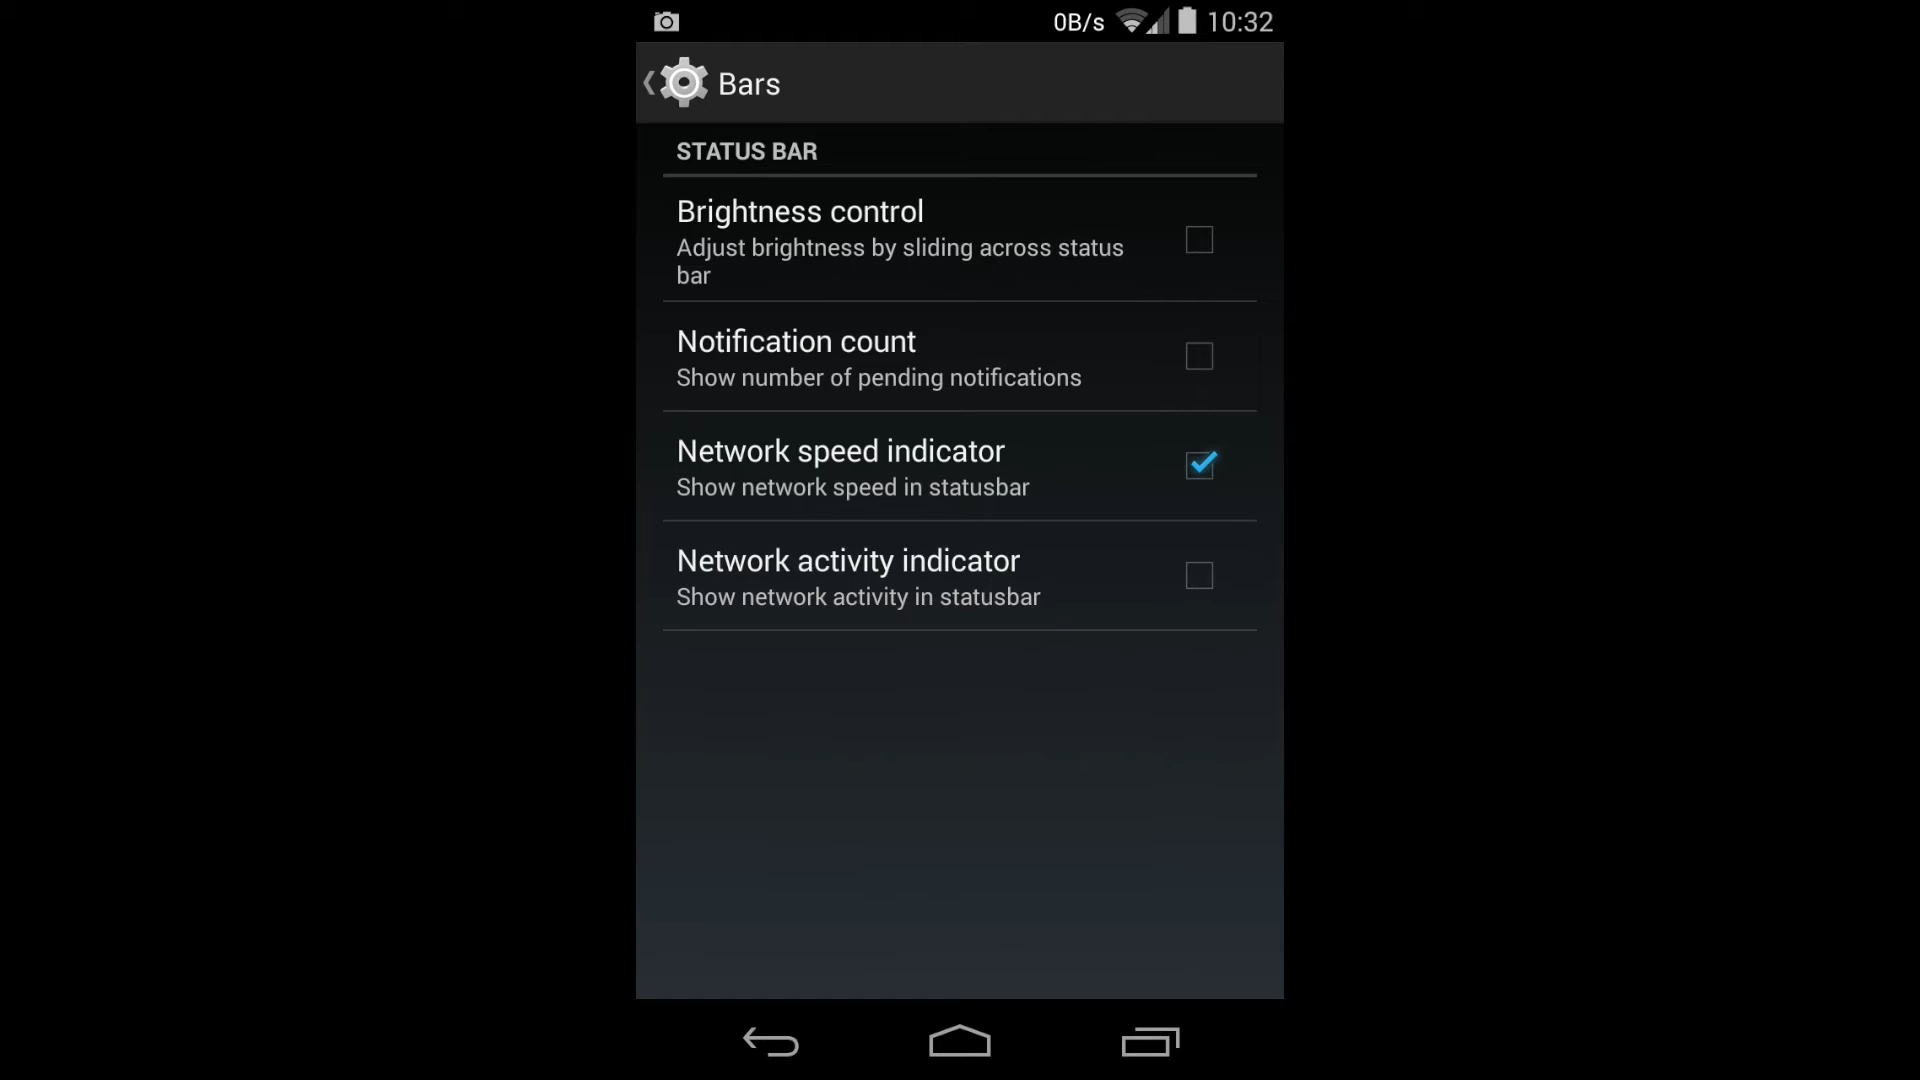 0B/s 10:32
Bars
STATUS BAR
Brightness control
Adjust brightness by sliding across status
bar
Notification count
Show number of pending notifications
Network speed indicator
Show network speed in statusbar
Network activity indicator
Show network activity in statusbar